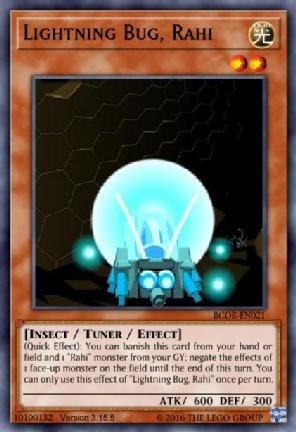 Lightning Bug, Rahi
LIGHT
光
BCOR-EN021
[Insect / Tuner / Effect]
(Quick Effect): You can banish this card from your hand or
field and 1 "Rahi" monster from your GY; negate the effects of
1 face-up monster on the field until the end of this turn. You
can only use this effect of "Lightning Bug, Rahi" once per turn.
ATK/ 600 DEF/ 300
10100132 Version 3.15.5 ©2016 THE LEGO GROUP